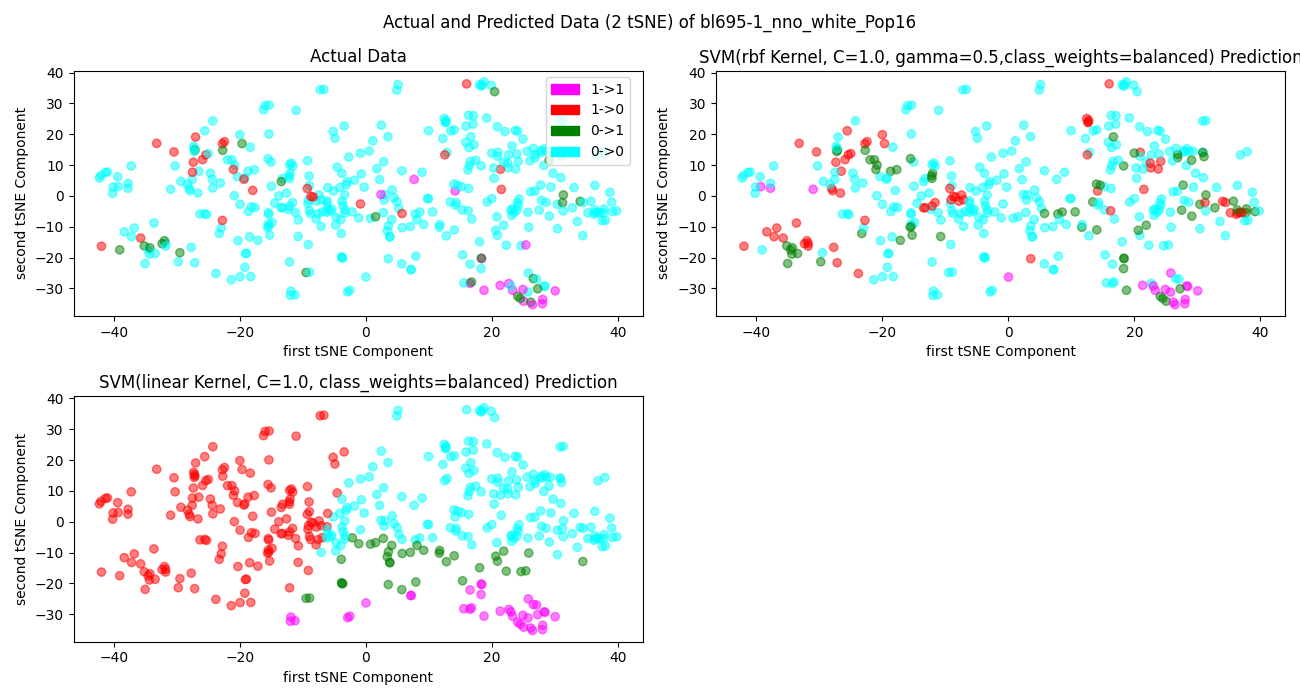 Actual and Predicted Data (2 tSNE) of bl695-1_nno_white_Pop16
Actual Data
second tSNE Component
40
30
20
10
0
−10
−20
−30
1->1
1->0
0->1
0->0
−40 −20 0 20 40
first tSNE Component
SVM(rbf Kernel, C=1.0, gamma=0.5,class_weights=balanced) Prediction
second tSNE Component
40
30
20
10
0
−10
−20
−30
−40 −20 0 20 40
first tSNE Component
SVM(linear Kernel, C=1.0, class_weights=balanced) Prediction
second tSNE Component
40
30
20
10
0
−10
−20
−30
−40 −20 0 20 40
first tSNE Component